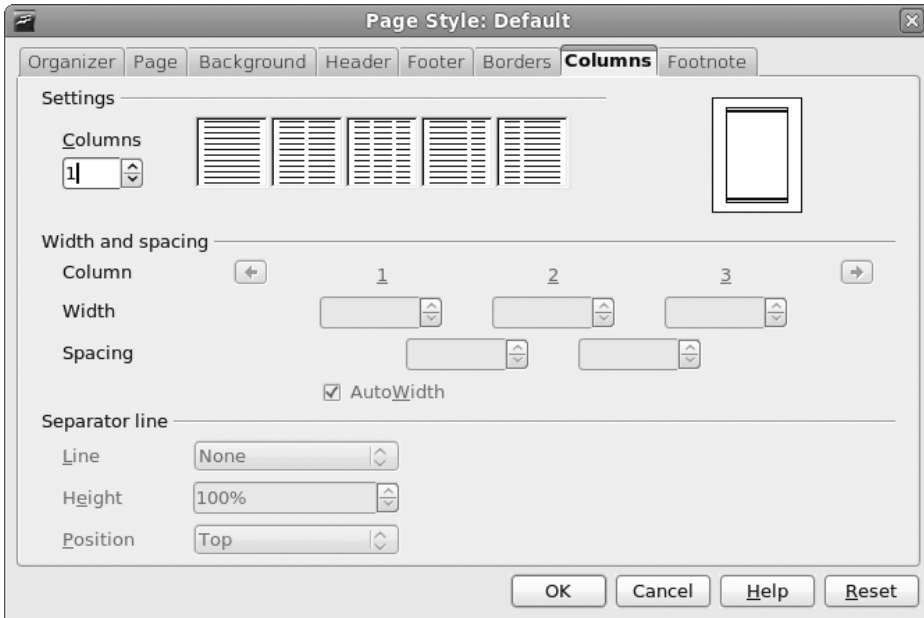 Page Style: Default
Organizer Page Background Header Footer Borders Columns Footnote
Settings
Columns
1
Width and spacing
Column 1 2 3
Width
Spacing
AutoWidth
Separator line
Line None
Height 100%
Position Top
OK Cancel Help Reset